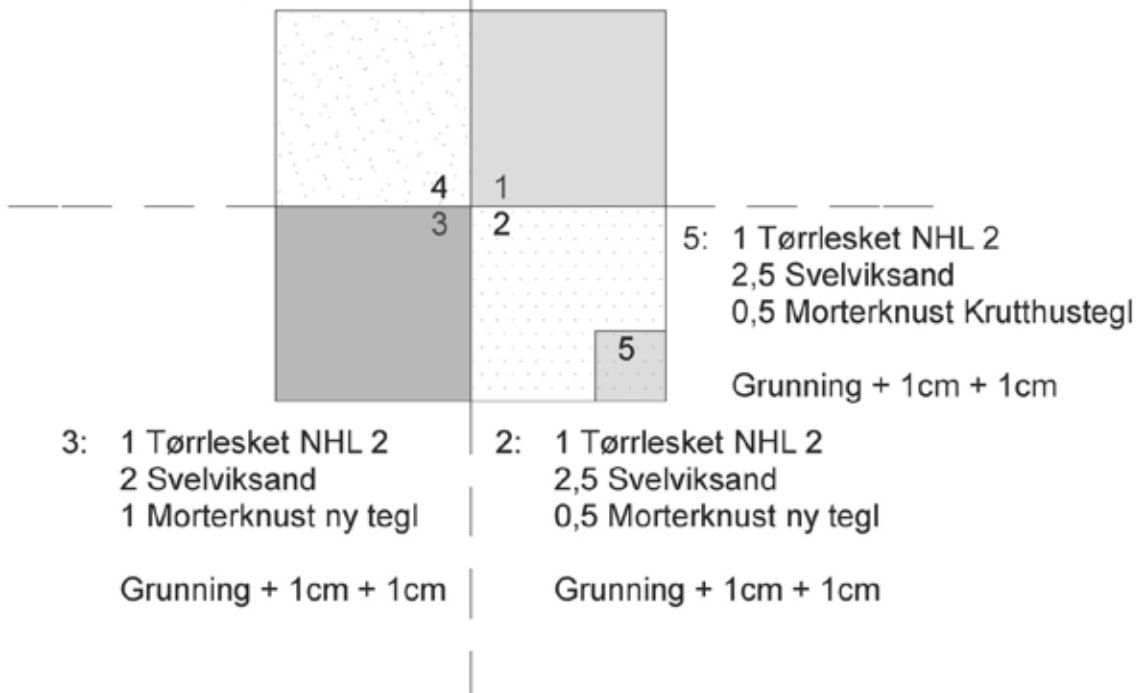 4
1
3
2
5
5: 1 Tørrlesket NHL 2
2,5 Svelviksand
0,5 Morterknust Krutthustegl
Grunning + 1cm + 1cm
3: 1 Tørrlesket NHL 2
2 Svelviksand
1 Morterknust ny tegl
Grunning + 1cm + 1cm
2: 1 Tørrlesket NHL 2
2,5 Svelviksand
0,5 Morterknust ny tegl
Grunning + 1cm + 1cm